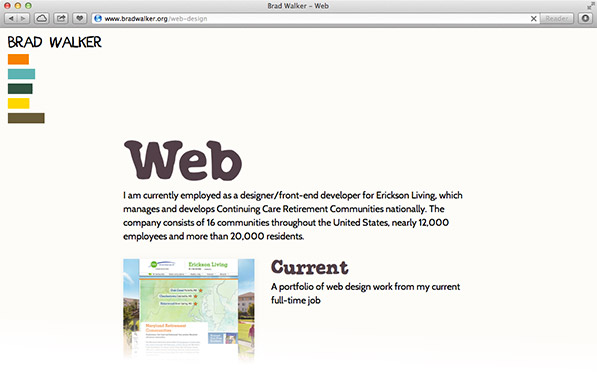 Brad Walker – Web
www.bradwalker.org/web-design
Reader
BRAD WALKER
Web
I am currently employed as a designer/front-end developer for Erickson Living, which
manages and develops Continuing Care Retirement Communities nationally. The
company consists of 16 communities throughout the United States, nearly 12,000
employees and more than 20,000 residents.
Erickson Living
Maryland Retirement
Communities
Current
A portfolio of web design work from my current
full-time job